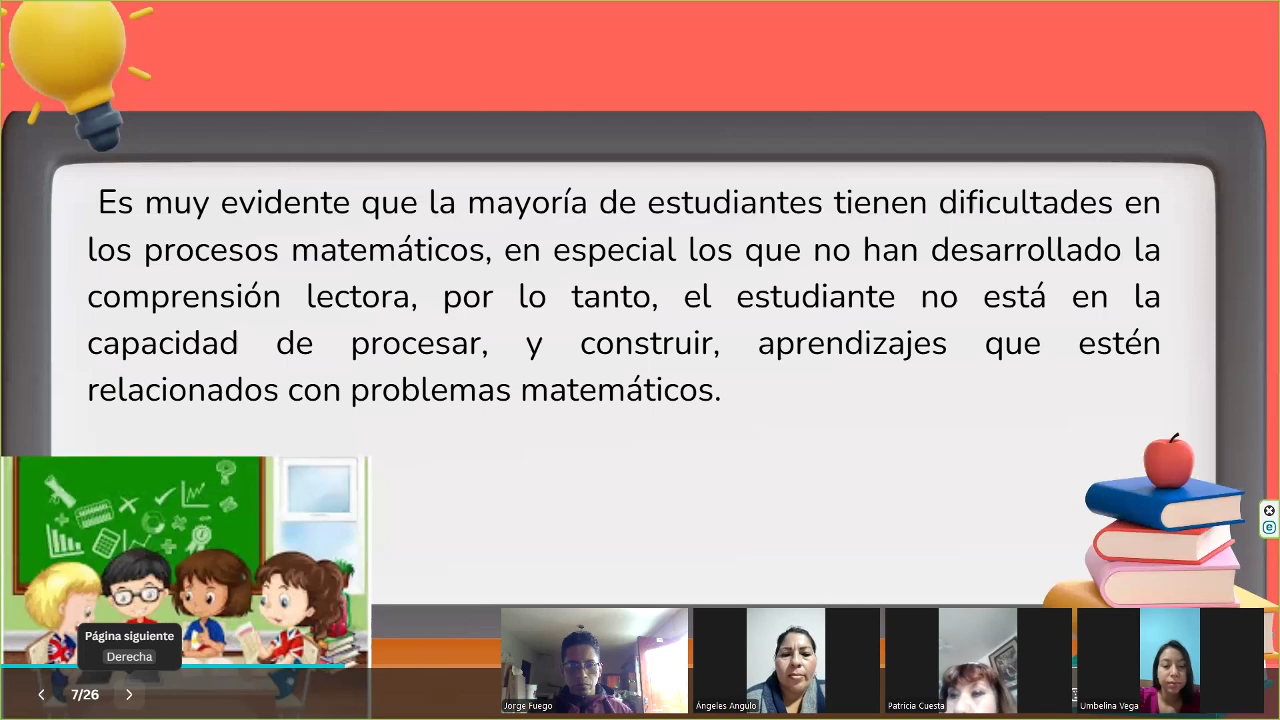 Es muy evidente que la mayoría de estudiantes tienen dificultades en
los procesos matemáticos, en especial los que no han desarrollado la
comprensión lectora, por lo tanto, el estudiante no está en la
capacidad de procesar, y construir, aprendizajes que estén
relacionados con problemas matemáticos.
Página siguiente
Derecha
7/26
Jorge Fuego
Ángeles Angulo
Patricia Cuesta
Umbelina Vega